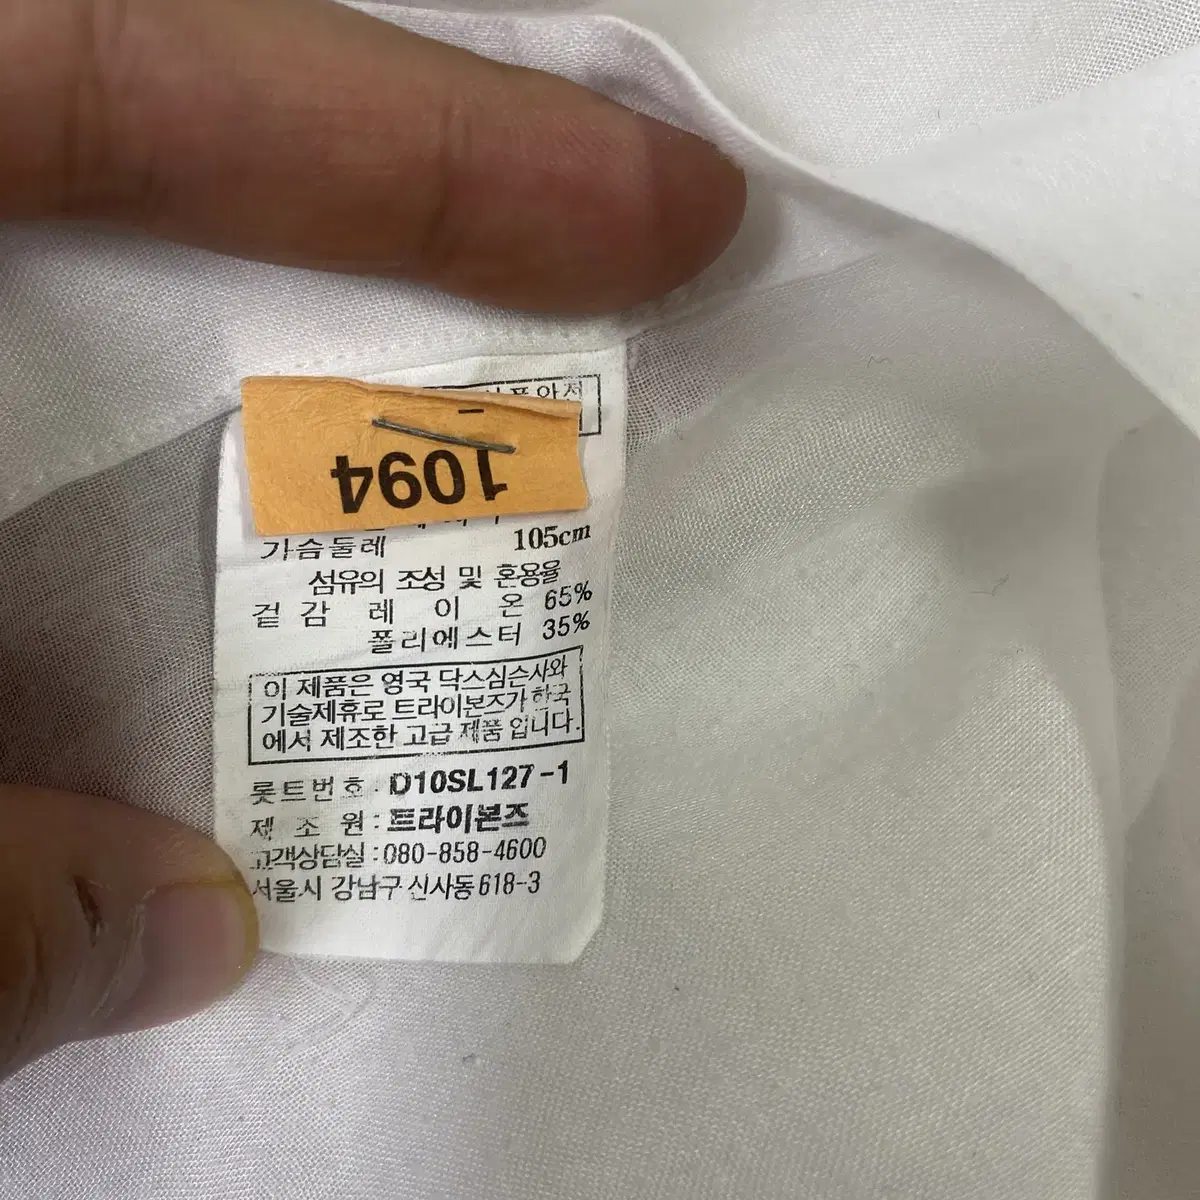 1094
가슴둘레 105cm
섬유의 조성 및 혼용율
겉감 레이온 65%
폴리에스터 35%
이 제품은 영국 닥스심슨사와
기술제휴로 트라이본즈가 한국
에서 제조한 고급 제품 입니다.
롯트번호 : D10SL127-1
제조원 : 트라이본즈
고객상담실 : 080-858-4600
서울시 강남구 신사동 618-3